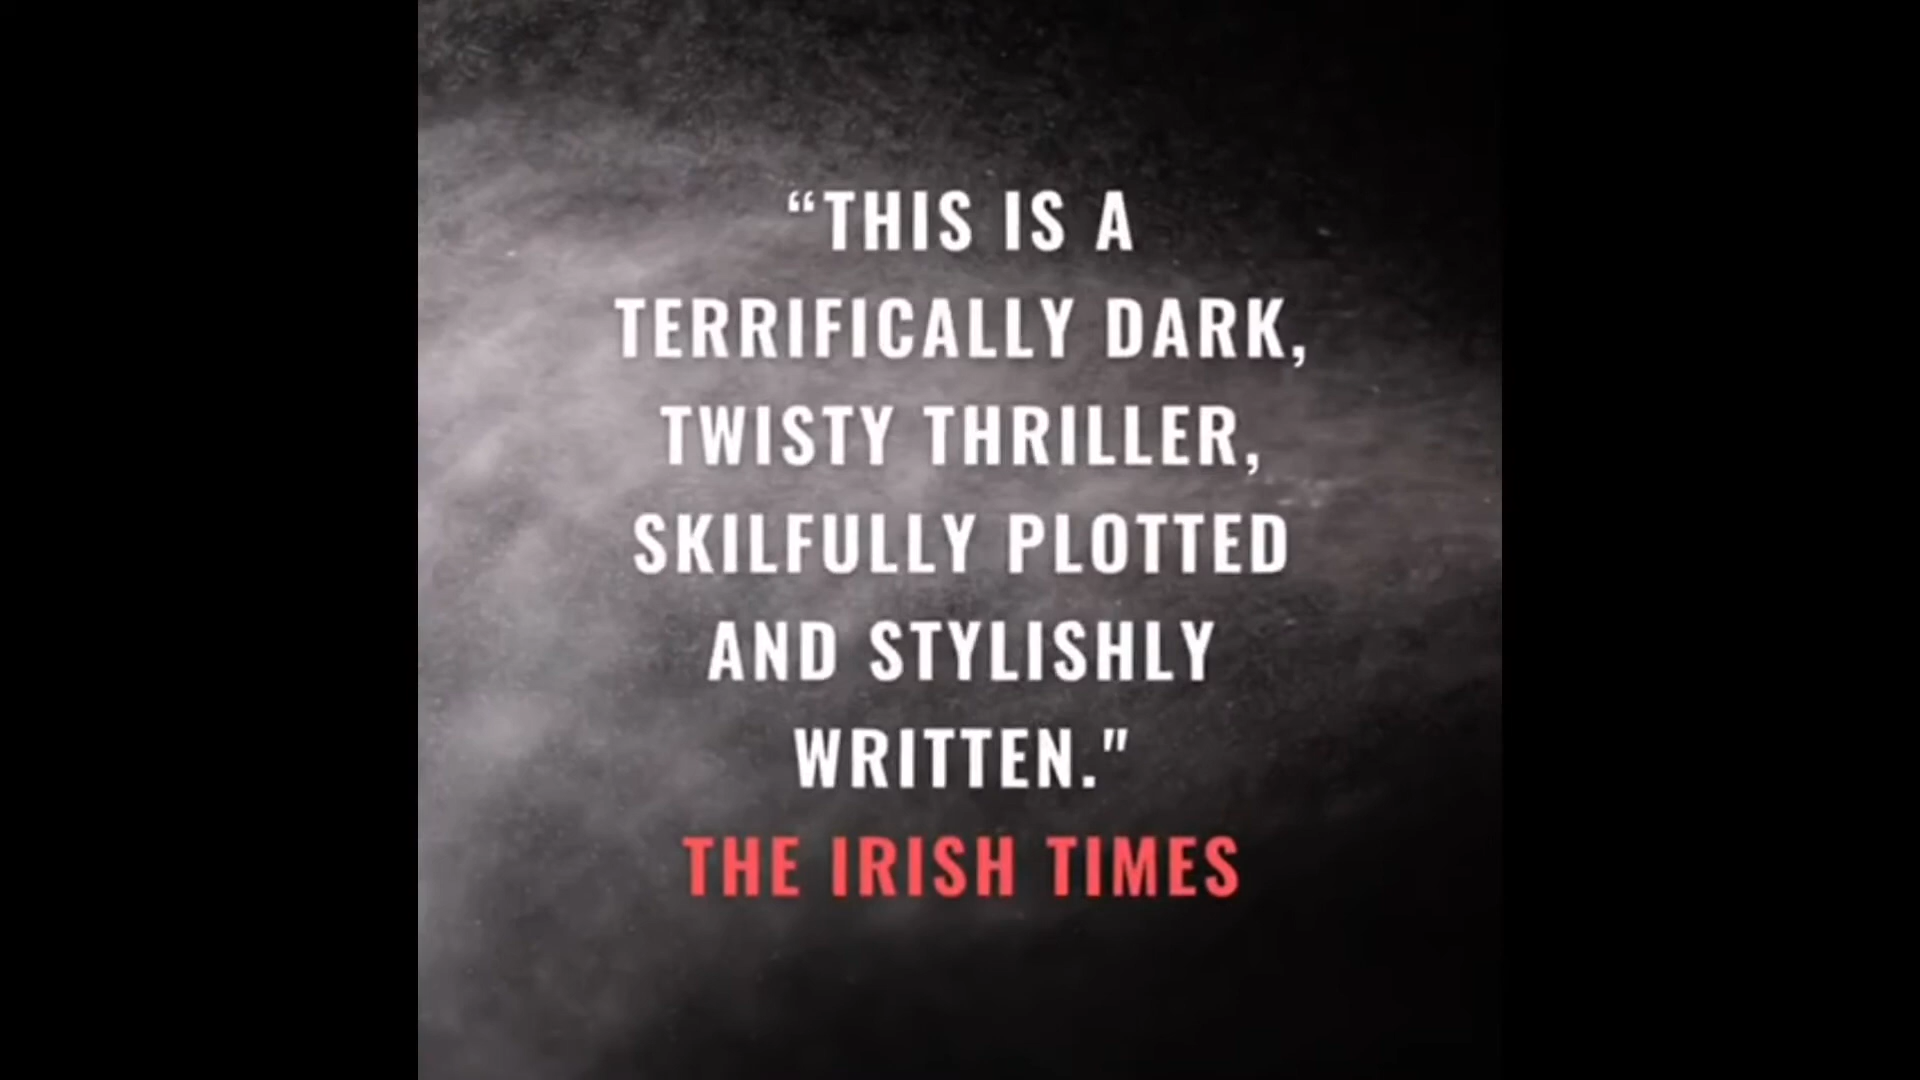 “THIS IS A
TERRIFICALLY DARK,
TWISTY THRILLER,
SKILFULLY PLOTTED
AND STYLISHLY
WRITTEN."
THE IRISH TIMES